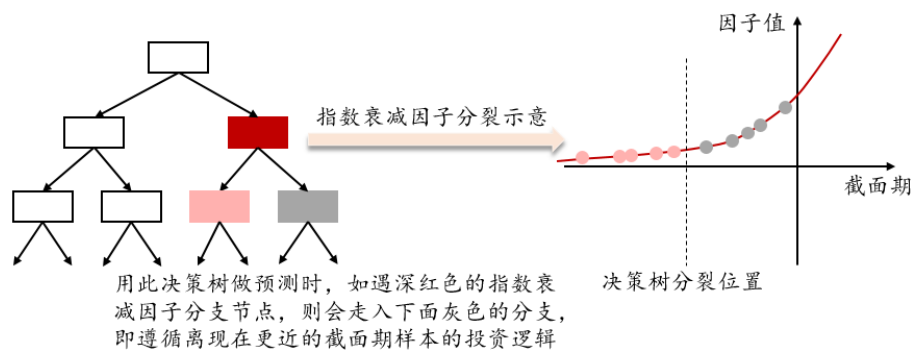 因子值
指数衰减因子分裂示意
截面期
决策树分裂位置
用此决策树做预测时，如遇深红色的指数衰
减因子分支节点，则会走入下面灰色的分支，
即遵循离现在更近的截面期样本的投资逻辑